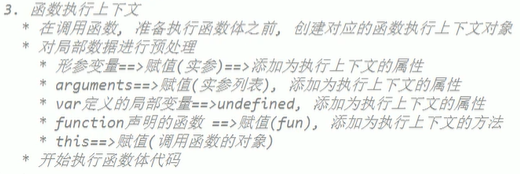 3. 函数执行上下文
* 在调用函数, 准备执行函数体之前, 创建对应的函数执行上下文对象
* 对局部数据进行预处理
* 形参变量==>赋值(实参)==>添加为执行上下文的属性
* arguments==>赋值(实参列表), 添加为执行上下文的属性
* var定义的局部变量==>undefined, 添加为执行上下文的属性
* function声明的函数 ==>赋值(fun), 添加为执行上下文的方法
* this==>赋值(调用函数的对象)
* 开始执行函数体代码